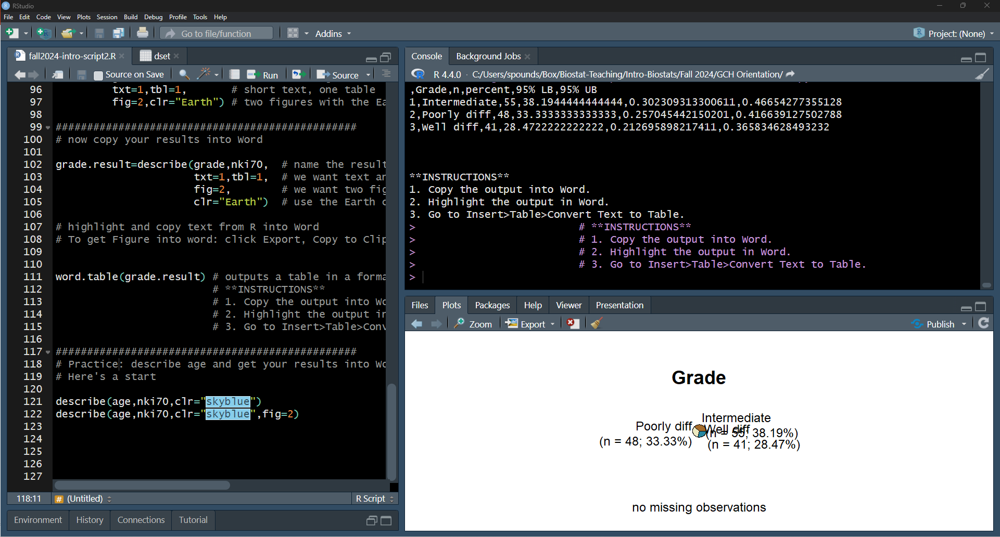 RStudio
File Edit Code View Plots Session Build Debug Profile Tools Help
Go to file/function Addins Project: (None)
fall2024-intro-script2.R dset
Source on Save Run Source
96 txt=1,tbl=1, # short text, one table
97 fig=2,clr="Earth") # two figures with the Ea
98
99 ################################################
100 # now copy your results into Word
101
102 grade.result=describe(grade,nki70, # name the result
103 txt=1,tbl=1, # we want text an
104 fig=2, # we want two fig
105 clr="Earth") # use the Earth c
106
107 # highlight and copy text from R into Word
108 # To get Figure into word: click Export, Copy to Clip
109
110
111 word.table(grade.result) # outputs a table in a forma
112 # **INSTRUCTIONS**
113 # 1. Copy the output into Wo
114 # 2. Highlight the output in
115 # 3. Go to Insert>Table>Conv
116
117 ################################################
118 # Practice: describe age and get your results into Wo
119 # Here's a start
120
121 describe(age,nki70,clr="skyblue")
122 describe(age,nki70,clr="skyblue",fig=2)
123
124
125
126
127
118:11 # (Untitled) R Script
Environment History Connections Tutorial
Console Background Jobs
R 4.4.0 · C:/Users/spounds/Box/Biostat-Teaching/Intro-Biostats/Fall 2024/GCH Orientation/
,Grade,n,percent,95% LB,95% UB
1,Intermediate,55,38.1944444444444,0.302309313300611,0.46654277355128
2,Poorly diff,48,33.3333333333333,0.257045442150201,0.416639127502788
3,Well diff,41,28.4722222222222,0.212695898217411,0.365834628493232
**INSTRUCTIONS**
1. Copy the output into Word.
2. Highlight the output in Word.
3. Go to Insert>Table>Convert Text to Table.
> # **INSTRUCTIONS**
> # 1. Copy the output into Word.
> # 2. Highlight the output in Word.
> # 3. Go to Insert>Table>Convert Text to Table.
>
Files Plots Packages Help Viewer Presentation
Zoom Export Publish
Grade
Intermediate
(n = 55; 38.19%)
Poorly diff
(n = 48; 33.33%)
Well diff
(n = 41; 28.47%)
no missing observations